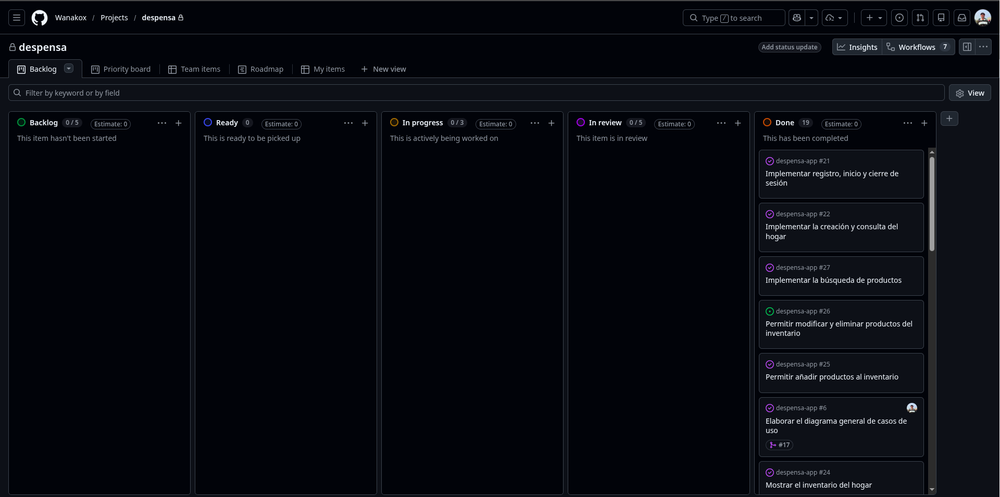 Wanakox / Projects / despensa
Type / to search
despensa
Add status update
Insights
Workflows 7
Backlog
Priority board
Team items
Roadmap
My items
New view
Filter by keyword or by field
View
Backlog 0 / 5 Estimate: 0
This item hasn't been started
Ready 0 Estimate: 0
This is ready to be picked up
In progress 0 / 3 Estimate: 0
This is actively being worked on
In review 0 / 5 Estimate: 0
This item is in review
Done 19 Estimate: 0
This has been completed
despensa-app #21
Implementar registro, inicio y cierre de
sesión
despensa-app #22
Implementar la creación y consulta del
hogar
despensa-app #27
Implementar la búsqueda de productos
despensa-app #26
Permitir modificar y eliminar productos del
inventario
despensa-app #25
Permitir añadir productos al inventario
despensa-app #6
Elaborar el diagrama general de casos de
uso
#17
despensa-app #24
Mostrar el inventario del hogar